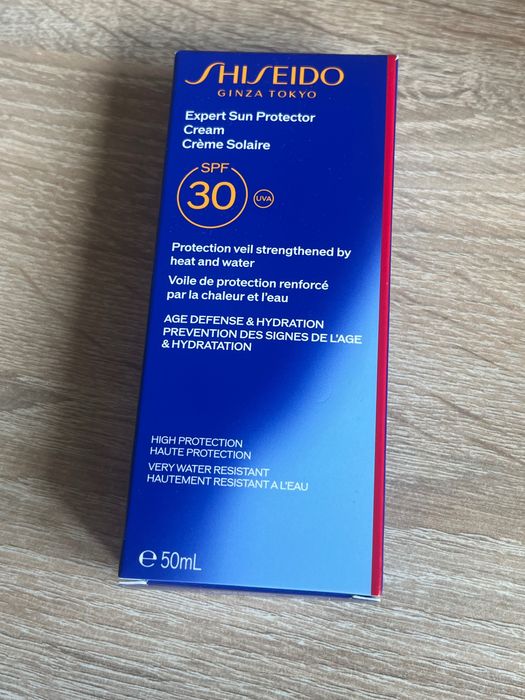 SHISEIDO
GINZA TOKYO
Expert Sun Protector
Cream
Crème Solaire
SPF
30
UVA
Protection veil strengthened by
heat and water
Voile de protection renforcé
par la chaleur et l'eau
AGE DEFENSE & HYDRATION
PREVENTION DES SIGNES DE L'AGE
& HYDRATATION
HIGH PROTECTION
HAUTE PROTECTION
VERY WATER RESISTANT
HAUTEMENT RESISTANT A L'EAU
℮ 50mL